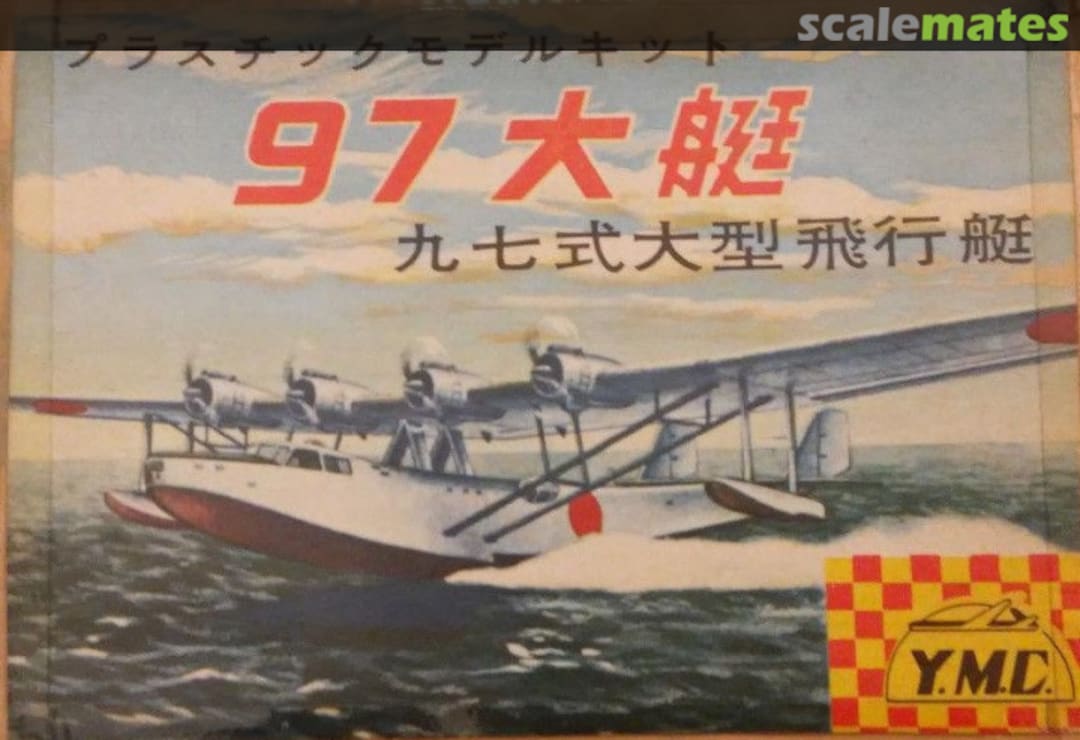 scalemates
プラスチックモデルキット
97大艇
九七式大型飛行艇
Y.M.C.